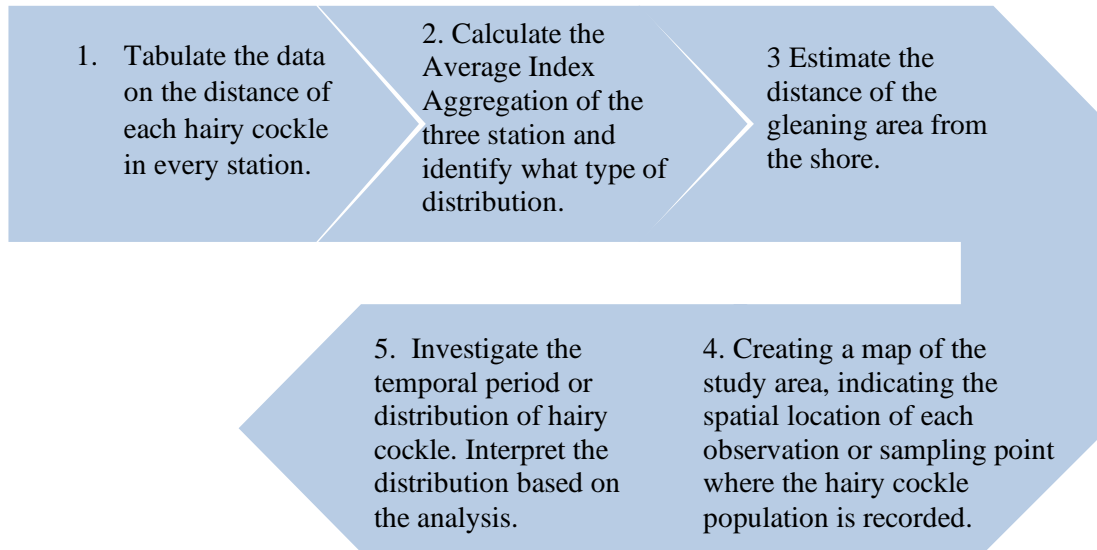 1. Tabulate the data
on the distance of
each hairy cockle
in every station.
2. Calculate the
Average Index
Aggregation of the
three station and
identify what type of
distribution.
3 Estimate the
distance of the
gleaning area from
the shore.
4. Creating a map of the
study area, indicating the
spatial location of each
observation or sampling point
where the hairy cockle
population is recorded.
5. Investigate the
temporal period or
distribution of hairy
cockle. Interpret the
distribution based on
the analysis.